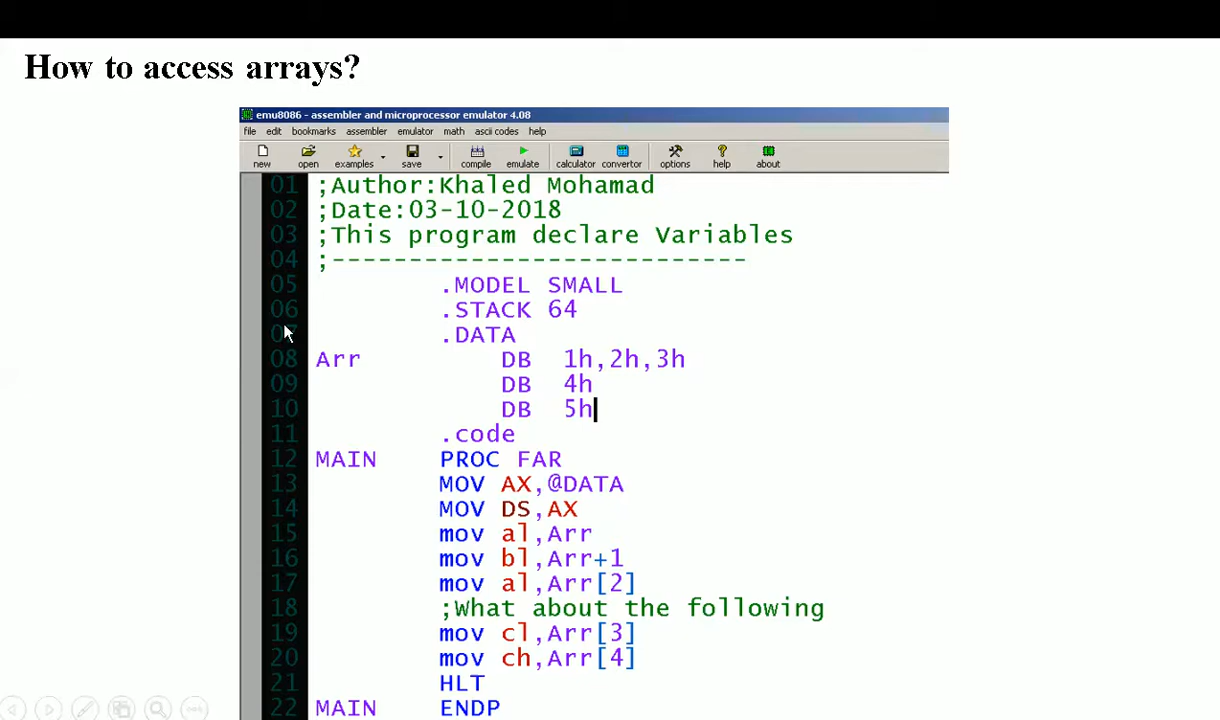 How to access arrays?
emu8086 - assembler and microprocessor emulator 4.08
file edit bookmarks assembler emulator math ascii codes help
new open examples save compile emulate calculator convertor options help about
01 ;Author:Khaled Mohamad
02 ;Date:03-10-2018
03 ;This program declare Variables
04 ;----------------------------
05 .MODEL SMALL
06 .STACK 64
07 .DATA
08 Arr DB 1h,2h,3h
09 DB 4h
10 DB 5h
11 .code
12 MAIN PROC FAR
13 MOV AX,@DATA
14 MOV DS,AX
15 mov al,Arr
16 mov bl,Arr+1
17 mov al,Arr[2]
18 ;What about the following
19 mov cl,Arr[3]
20 mov ch,Arr[4]
21 HLT
22 MAIN ENDP